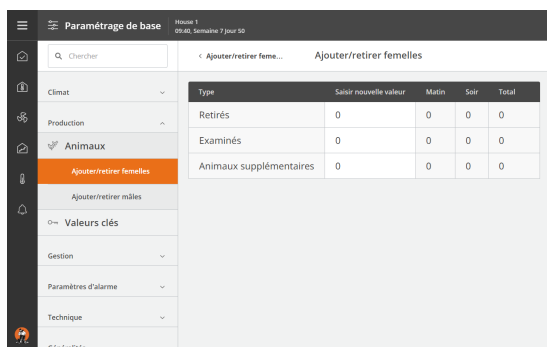 Paramétrage de base
House 1
09:40, Semaine 7 Jour 50
Chercher
Ajouter/retirer feme...
Ajouter/retirer femelles
Climat
Production
Animaux
Ajouter/retirer femelles
Ajouter/retirer mâles
Valeurs clés
Gestion
Paramètres d'alarme
Technique
Type Saisir nouvelle valeur Matin Soir Total
Retirés 0 0 0 0
Examinés 0 0 0 0
Animaux supplémentaires 0 0 0 0